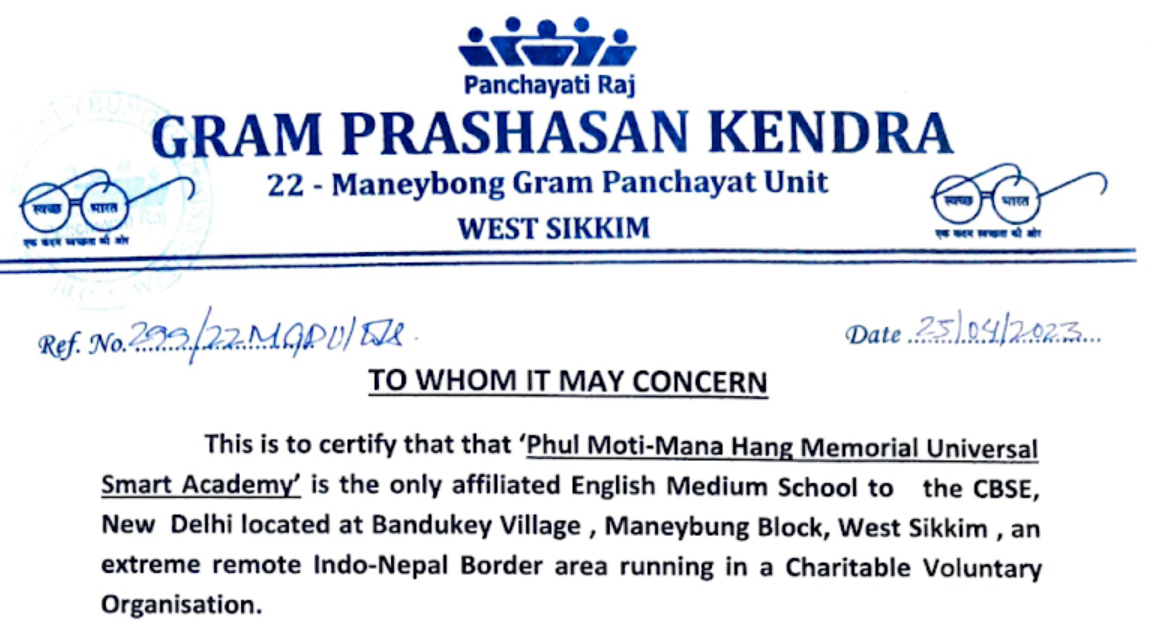 Panchayati Raj
GRAM PRASHASAN KENDRA
22 - Maneybong Gram Panchayat Unit
WEST SIKKIM
स्वच्छ भारत
एक कदम स्वच्छता की ओर
स्वच्छ भारत
एक कदम स्वच्छता की ओर
Ref. No. 299/22MGPU/
Date 25/04/2023
TO WHOM IT MAY CONCERN
This is to certify that that ‘Phul Moti-Mana Hang Memorial Universal
Smart Academy’ is the only affiliated English Medium School to the CBSE,
New Delhi located at Bandukey Village , Maneybung Block, West Sikkim , an
extreme remote Indo-Nepal Border area running in a Charitable Voluntary
Organisation.